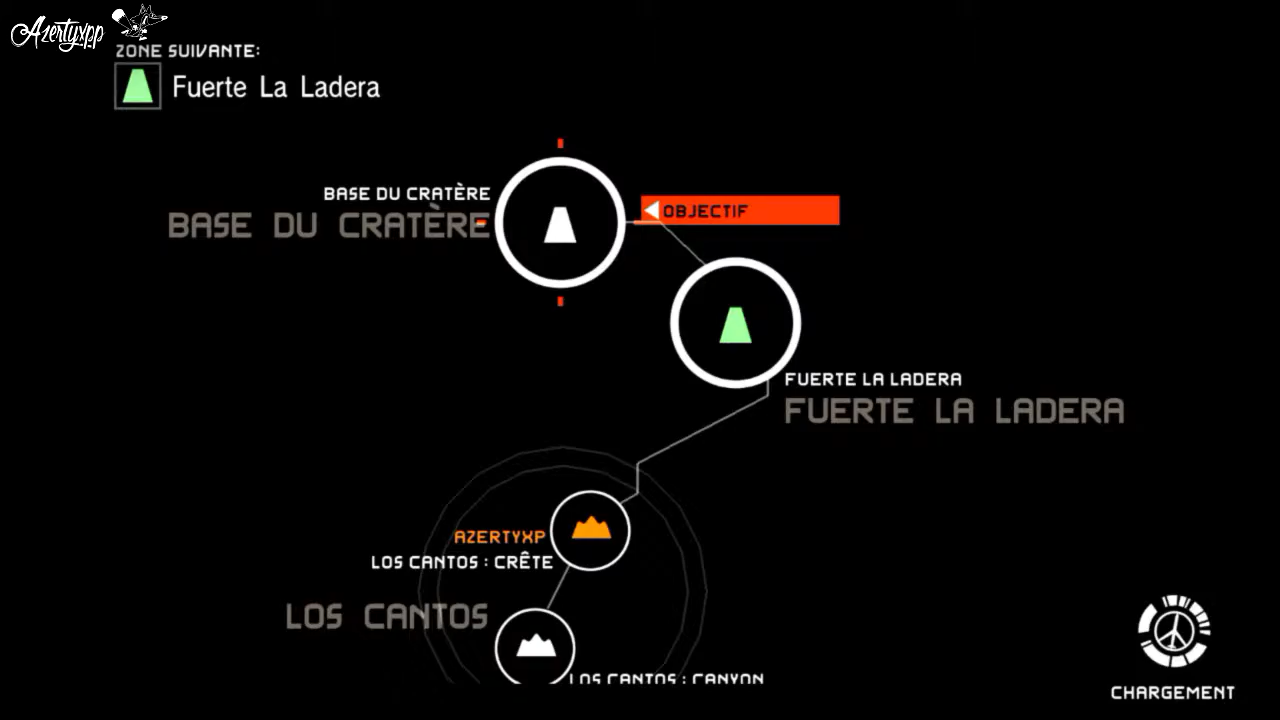 Azertyxpp
ZONE SUIVANTE:
Fuerte La Ladera
BASE DU CRATÈRE
BASE DU CRATÈRE
OBJECTIF
FUERTE LA LADERA
FUERTE LA LADERA
AZERTYXP
LOS CANTOS : CRÊTE
LOS CANTOS
LOS CANTOS : CANYON
CHARGEMENT